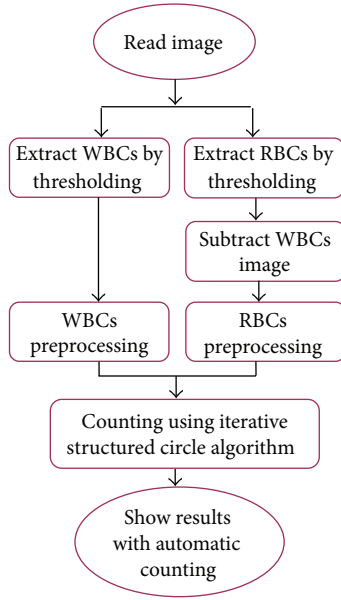 Read image
Extract WBCs by
thresholding
Extract RBCs by
thresholding
Subtract WBCs
image
WBCs
preprocessing
RBCs
preprocessing
Counting using iterative
structured circle algorithm
Show results
with automatic
counting